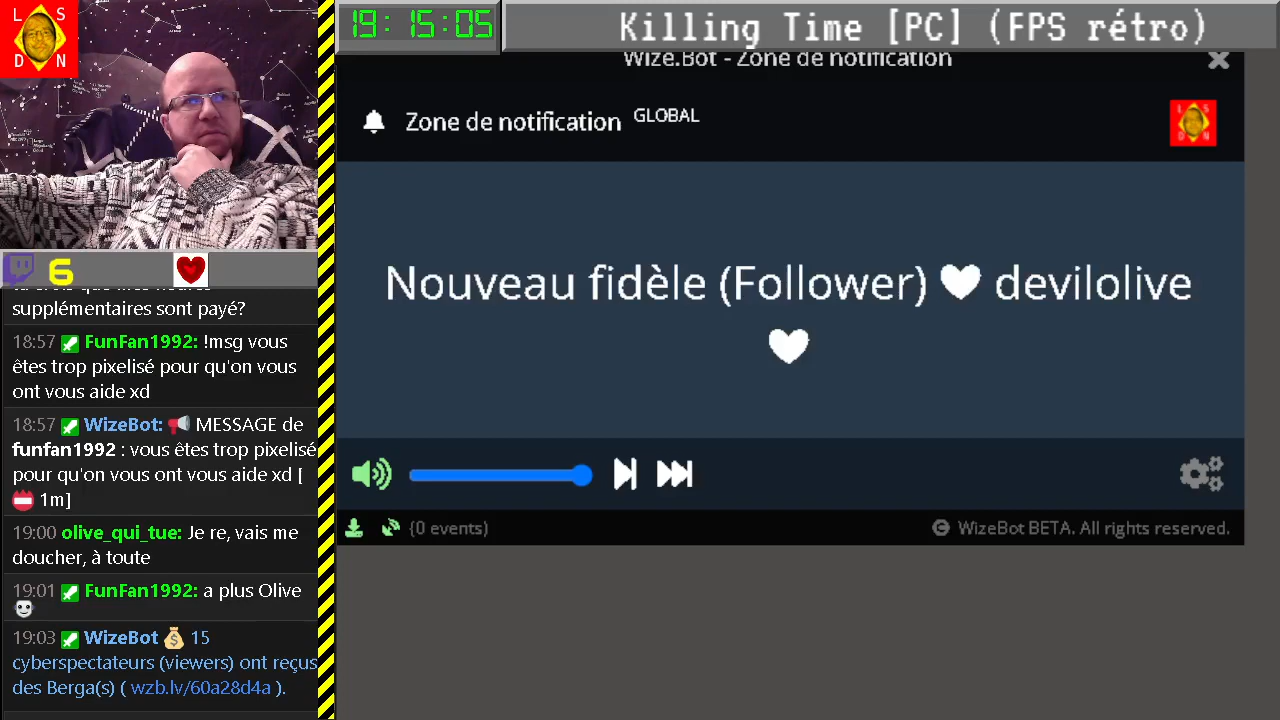 L S
D N
19:15:05
Killing Time [PC] (FPS rétro)
Wize.Bot - Zone de notification
Zone de notification GLOBAL
L S
D N
Nouveau fidèle (Follower) ♥ devilolive
♥
(0 events)
© WizeBot BETA. All rights reserved.
6
supplémentaires sont payé?
18:57 FunFan1992: !msg vous
êtes trop pixelisé pour qu'on vous
ont vous aide xd
18:57 WizeBot: MESSAGE de
funfan1992 : vous êtes trop pixelisé
pour qu'on vous ont vous aide xd [
1m]
19:00 olive_qui_tue: Je re, vais me
doucher, à toute
19:01 FunFan1992: a plus Olive
19:03 WizeBot 15
cyberspectateurs (viewers) ont reçus
des Berga(s) ( wzb.lv/60a28d4a ).